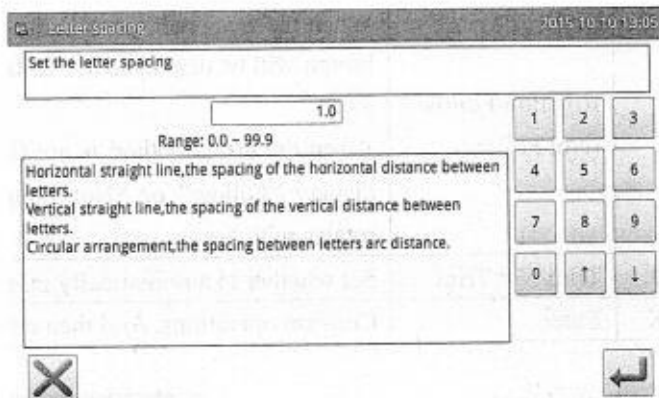 Letter spacing
2015-10-10 13:05
Set the letter spacing
1.0
Range: 0.0 ~ 99.9
Horizontal straight line,the spacing of the horizontal distance between
letters.
Vertical straight line,the spacing of the vertical distance between
letters.
Circular arrangement,the spacing between letters arc distance.
1 2 3
4 5 6
7 8 9
0 ↑ ↓